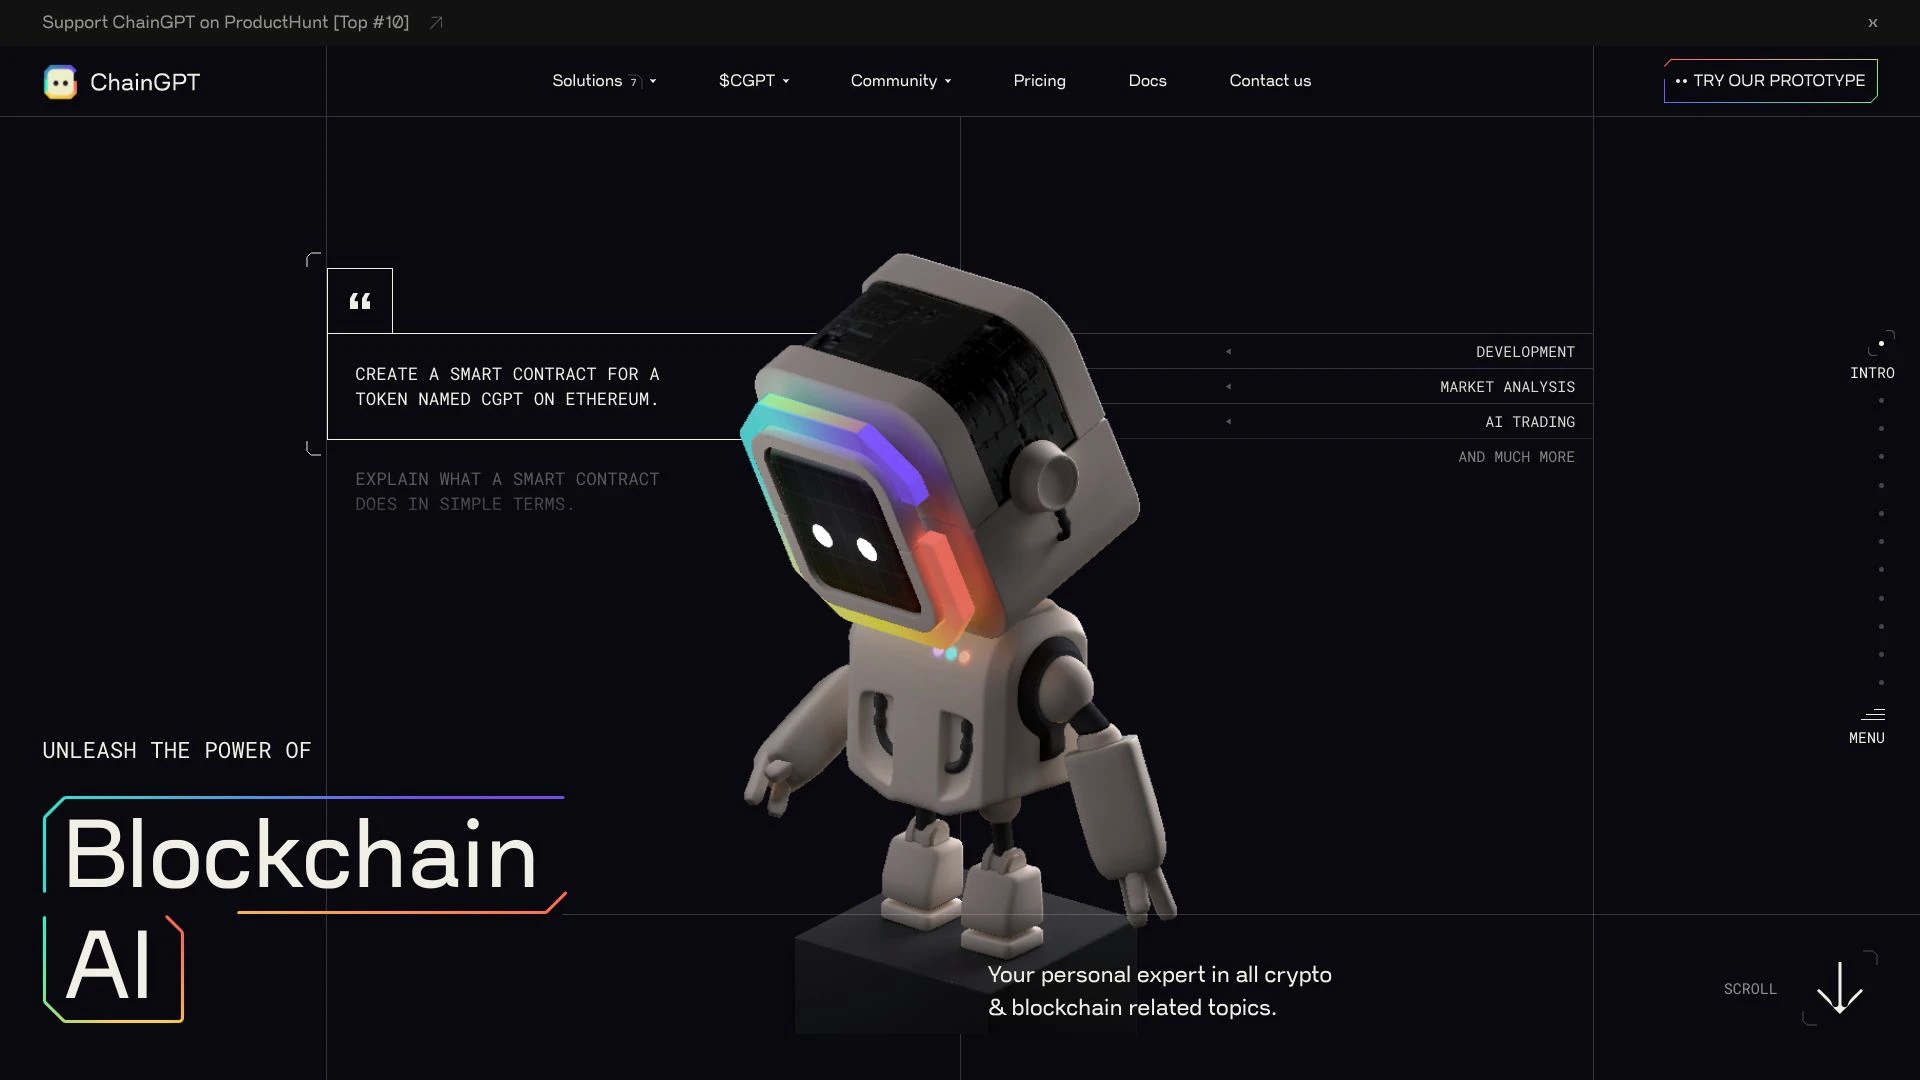 Support ChainGPT on ProductHunt [Top #10]
x
ChainGPT
Solutions 7
$CGPT
Community
Pricing
Docs
Contact us
TRY OUR PROTOTYPE
“
CREATE A SMART CONTRACT FOR A
TOKEN NAMED CGPT ON ETHEREUM.
EXPLAIN WHAT A SMART CONTRACT
DOES IN SIMPLE TERMS.
DEVELOPMENT
MARKET ANALYSIS
AI TRADING
AND MUCH MORE
INTRO
MENU
UNLEASH THE POWER OF
Blockchain
AI
Your personal expert in all crypto
& blockchain related topics.
SCROLL